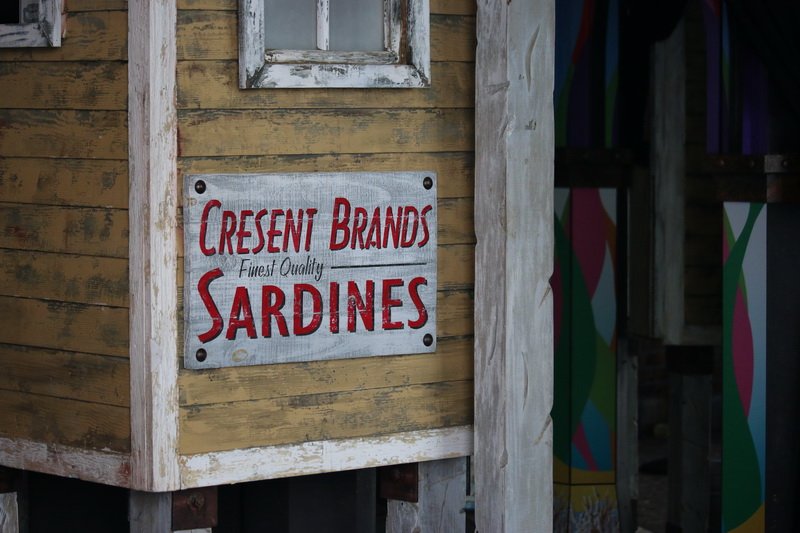 CRESENT BRANDS
Finest Quality
SARDINES